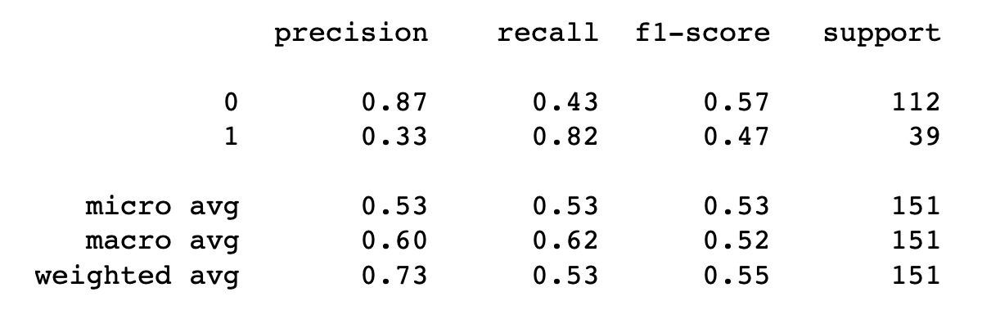 precision recall f1-score support
0 0.87 0.43 0.57 112
1 0.33 0.82 0.47 39
micro avg 0.53 0.53 0.53 151
macro avg 0.60 0.62 0.52 151
weighted avg 0.73 0.53 0.55 151